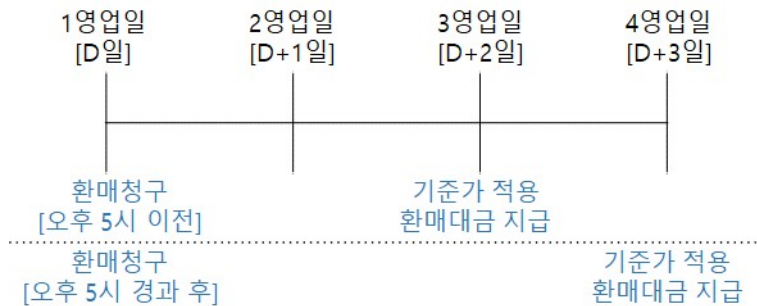 1영업일 2영업일 3영업일 4영업일
[D일] [D+1일] [D+2일] [D+3일]
환매청구 기준가 적용
[오후 5시 이전] 환매대금 지급
환매청구 기준가 적용
[오후 5시 경과 후] 환매대금 지급